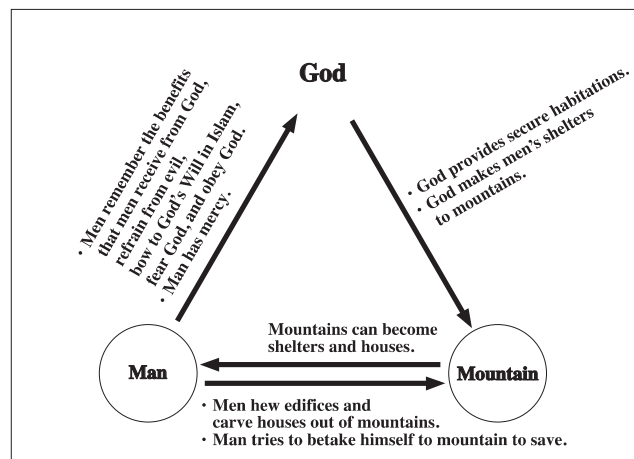 God
· Men remember the benefits
that men receive from God,
refrain from evil,
bow to God's Will in Islam,
fear God, and obey God.
· Man has mercy.
· God provides secure habitations.
· God makes men's shelters
to mountains.
Mountains can become
shelters and houses.
Man
Mountain
· Men hew edifices and
carve houses out of mountains.
· Man tries to betake himself to mountain to save.